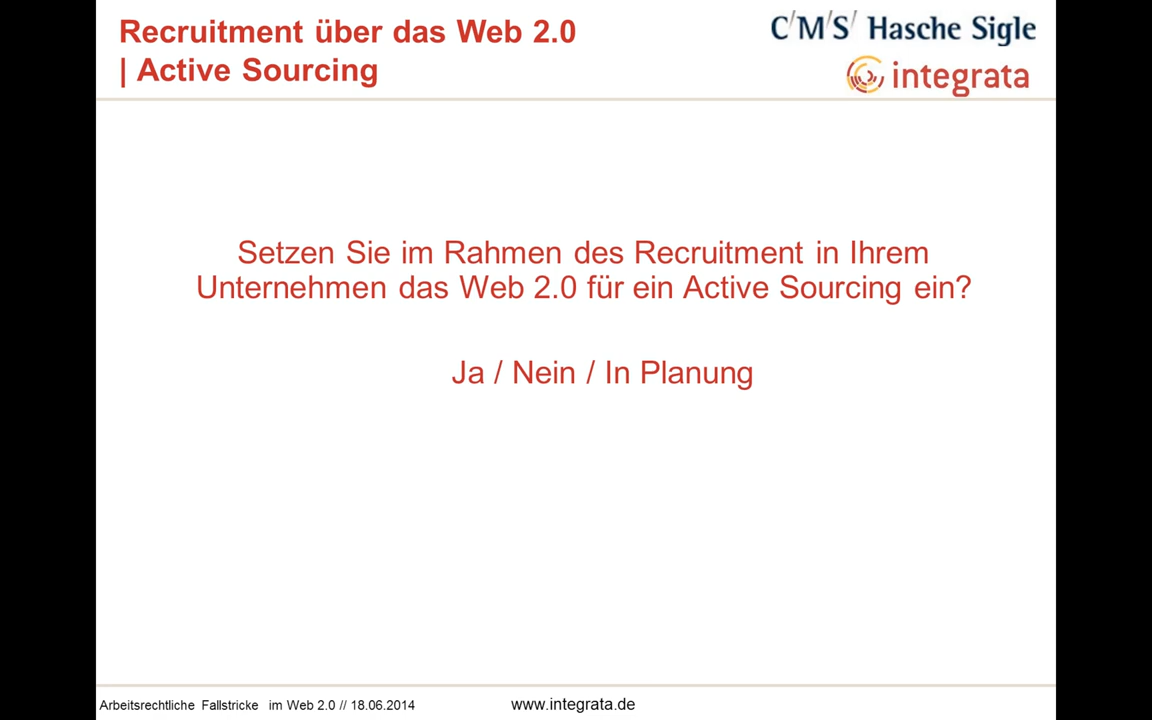 Recruitment über das Web 2.0
| Active Sourcing
C/M/S/ Hasche Sigle
integrata
Setzen Sie im Rahmen des Recruitment in Ihrem
Unternehmen das Web 2.0 für ein Active Sourcing ein?
Ja / Nein / In Planung
Arbeitsrechtliche Fallstricke im Web 2.0 // 18.06.2014
www.integrata.de